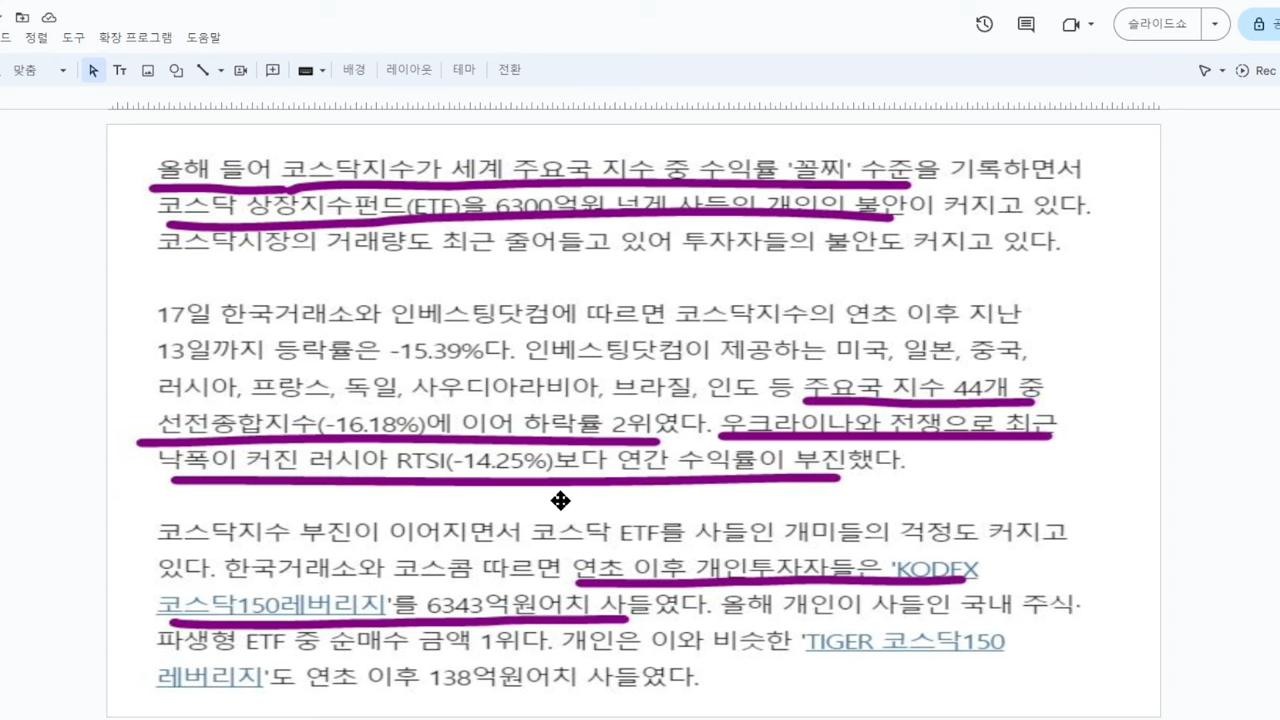 드 정렬 도구 확장 프로그램 도움말
슬라이드쇼
맞춤 배경 레이아웃 테마 전환 Rec
올해 들어 코스닥지수가 세계 주요국 지수 중 수익률 '꼴찌' 수준을 기록하면서
코스닥 상장지수펀드(ETF)을 6300억원 넘게 사들인 개인의 불안이 커지고 있다.
코스닥시장의 거래량도 최근 줄어들고 있어 투자자들의 불안도 커지고 있다.
17일 한국거래소와 인베스팅닷컴에 따르면 코스닥지수의 연초 이후 지난
13일까지 등락률은 -15.39%다. 인베스팅닷컴이 제공하는 미국, 일본, 중국,
러시아, 프랑스, 독일, 사우디아라비아, 브라질, 인도 등 주요국 지수 44개 중
선전종합지수(-16.18%)에 이어 하락률 2위였다. 우크라이나와 전쟁으로 최근
낙폭이 커진 러시아 RTSI(-14.25%)보다 연간 수익률이 부진했다.
코스닥지수 부진이 이어지면서 코스닥 ETF를 사들인 개미들의 걱정도 커지고
있다. 한국거래소와 코스콤 따르면 연초 이후 개인투자자들은 'KODEX
코스닥150레버리지'를 6343억원어치 사들였다. 올해 개인이 사들인 국내 주식·
파생형 ETF 중 순매수 금액 1위다. 개인은 이와 비슷한 'TIGER 코스닥150
레버리지'도 연초 이후 138억원어치 사들였다.